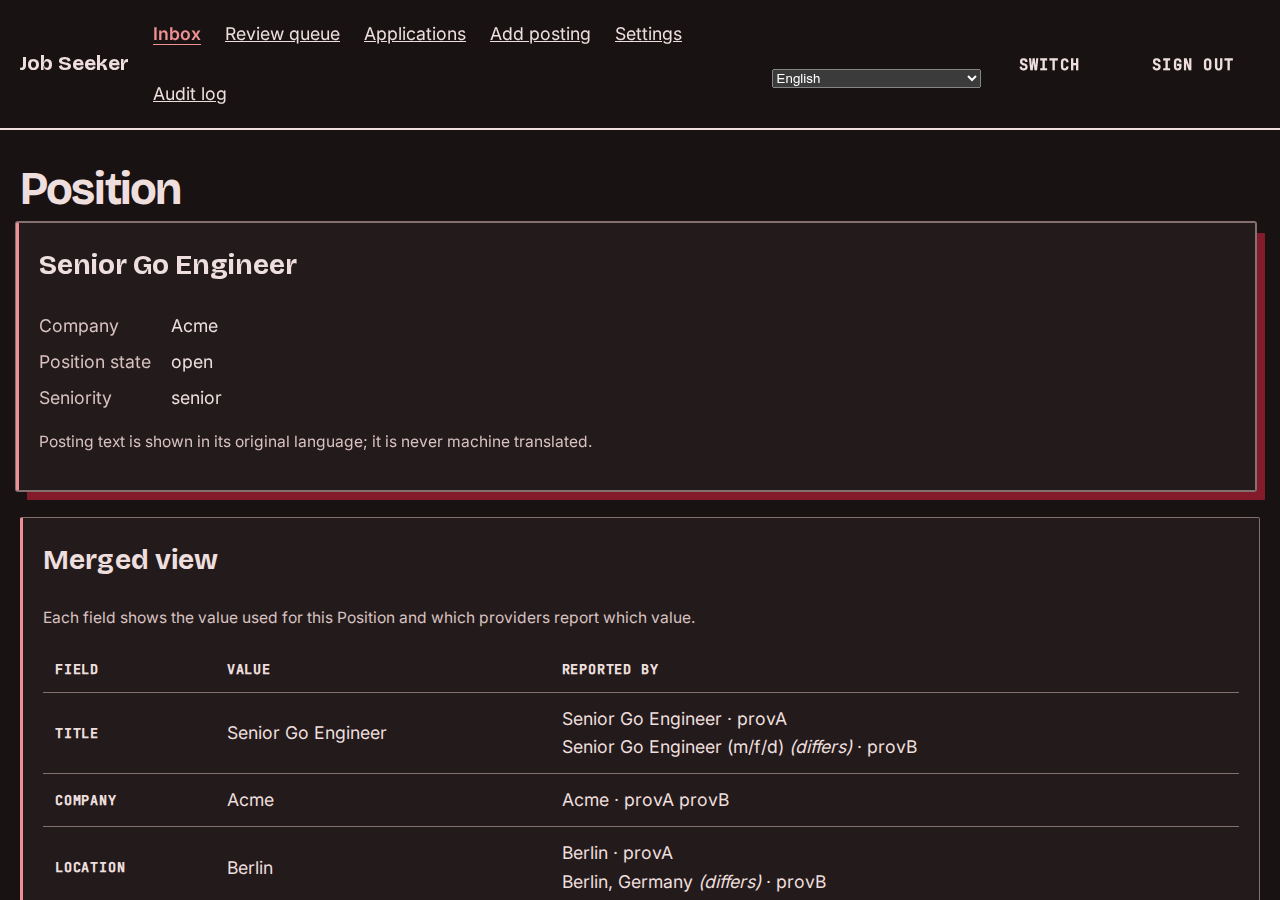 Job Seeker
Inbox Review queue Applications Add posting Settings
Audit log
English
SWITCH SIGN OUT
Position
Senior Go Engineer
Company Acme
Position state open
Seniority senior
Posting text is shown in its original language; it is never machine translated.
Merged view
Each field shows the value used for this Position and which providers report which value.
FIELD VALUE REPORTED BY
TITLE Senior Go Engineer Senior Go Engineer · provA
Senior Go Engineer (m/f/d) (differs) · provB
COMPANY Acme Acme · provA provB
LOCATION Berlin Berlin · provA
Berlin, Germany (differs) · provB